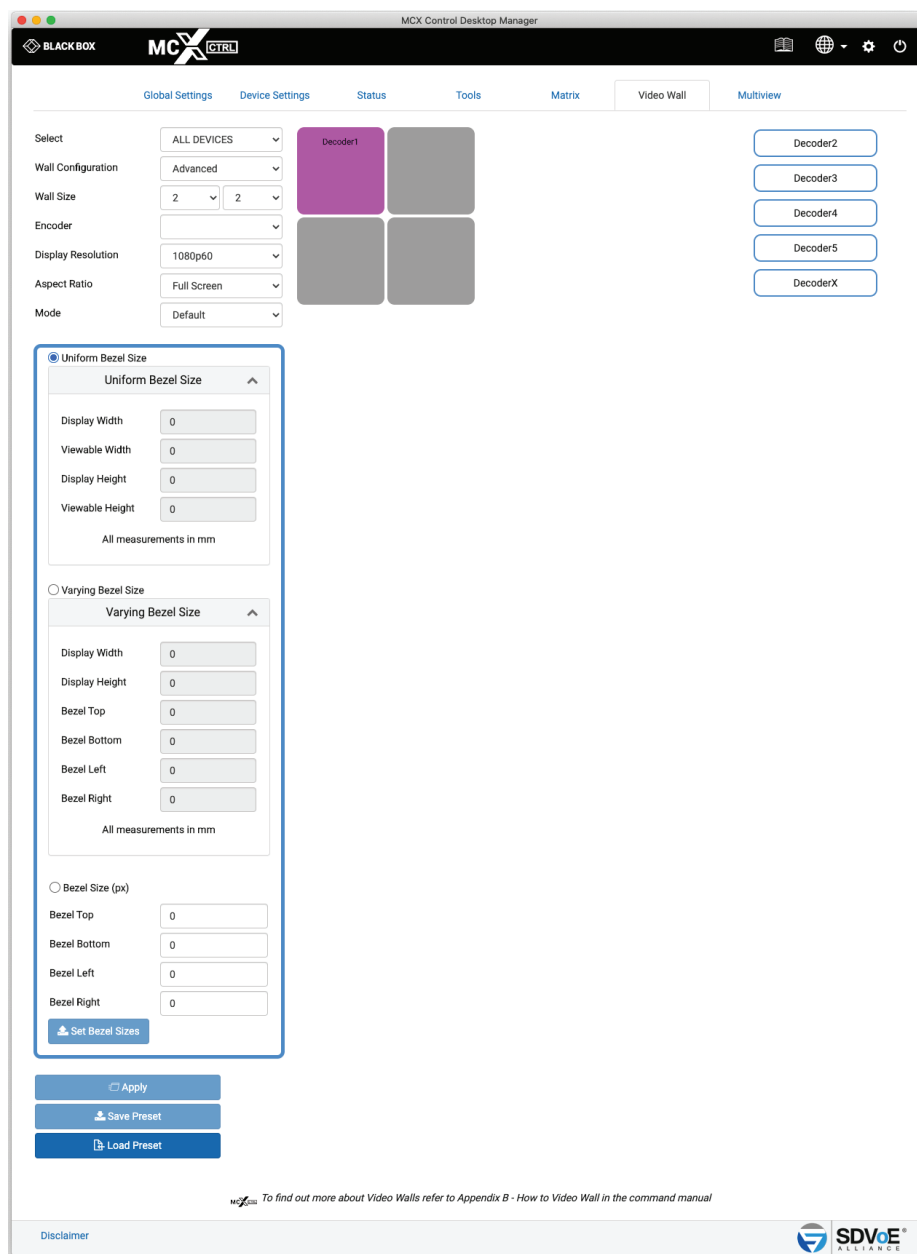 MCX Control Desktop Manager
BLACK BOX MCX CTRL
Global Settings Device Settings Status Tools Matrix Video Wall Multiview
Select ALL DEVICES
Wall Configuration Advanced
Wall Size 2 2
Encoder
Display Resolution 1080p60
Aspect Ratio Full Screen
Mode Default
Decoder1
Decoder2
Decoder3
Decoder4
Decoder5
DecoderX
Uniform Bezel Size
Uniform Bezel Size
Display Width 0
Viewable Width 0
Display Height 0
Viewable Height 0
All measurements in mm
Varying Bezel Size
Varying Bezel Size
Display Width 0
Display Height 0
Bezel Top 0
Bezel Bottom 0
Bezel Left 0
Bezel Right 0
All measurements in mm
Bezel Size (px)
Bezel Top 0
Bezel Bottom 0
Bezel Left 0
Bezel Right 0
Set Bezel Sizes
Apply
Save Preset
Load Preset
MCX CTRL To find out more about Video Walls refer to Appendix B - How to Video Wall in the command manual
Disclaimer
SDVoE
ALLIANCE